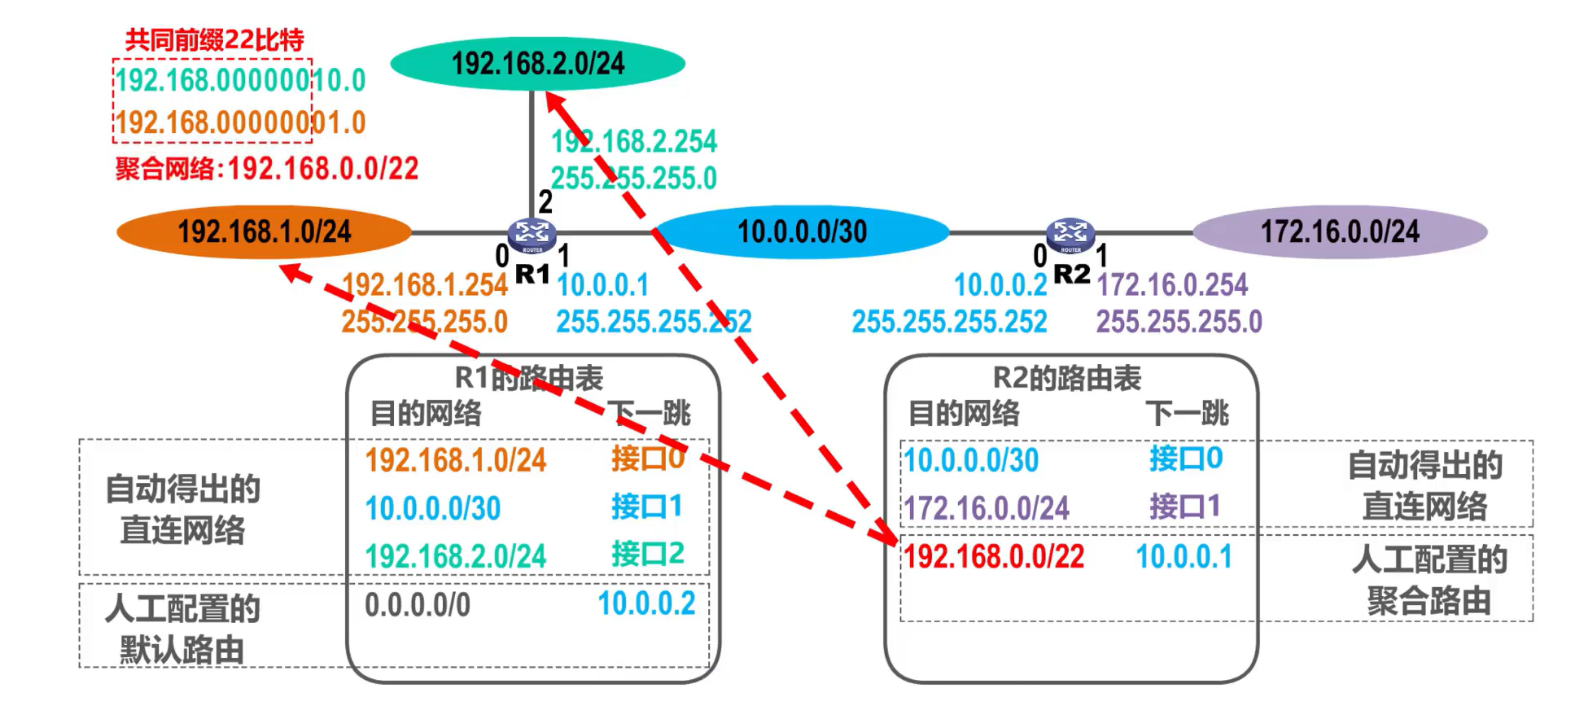 共同前缀22比特
192.168.00000010.0
192.168.00000001.0
聚合网络:192.168.0.0/22
192.168.2.0/24
192.168.2.254
255.255.255.0
192.168.1.0/24
2
0
1
ROUTER
R1
10.0.0.0/30
0
1
ROUTER
R2
172.16.0.0/24
192.168.1.254
255.255.255.0
10.0.0.1
255.255.255.252
10.0.0.2
255.255.255.252
172.16.0.254
255.255.255.0
R1的路由表
目的网络 下一跳
自动得出的
直连网络
192.168.1.0/24 接口0
10.0.0.0/30 接口1
192.168.2.0/24 接口2
人工配置的
默认路由
0.0.0.0/0 10.0.0.2
R2的路由表
目的网络 下一跳
10.0.0.0/30 接口0
172.16.0.0/24 接口1
自动得出的
直连网络
192.168.0.0/22 10.0.0.1
人工配置的
聚合路由